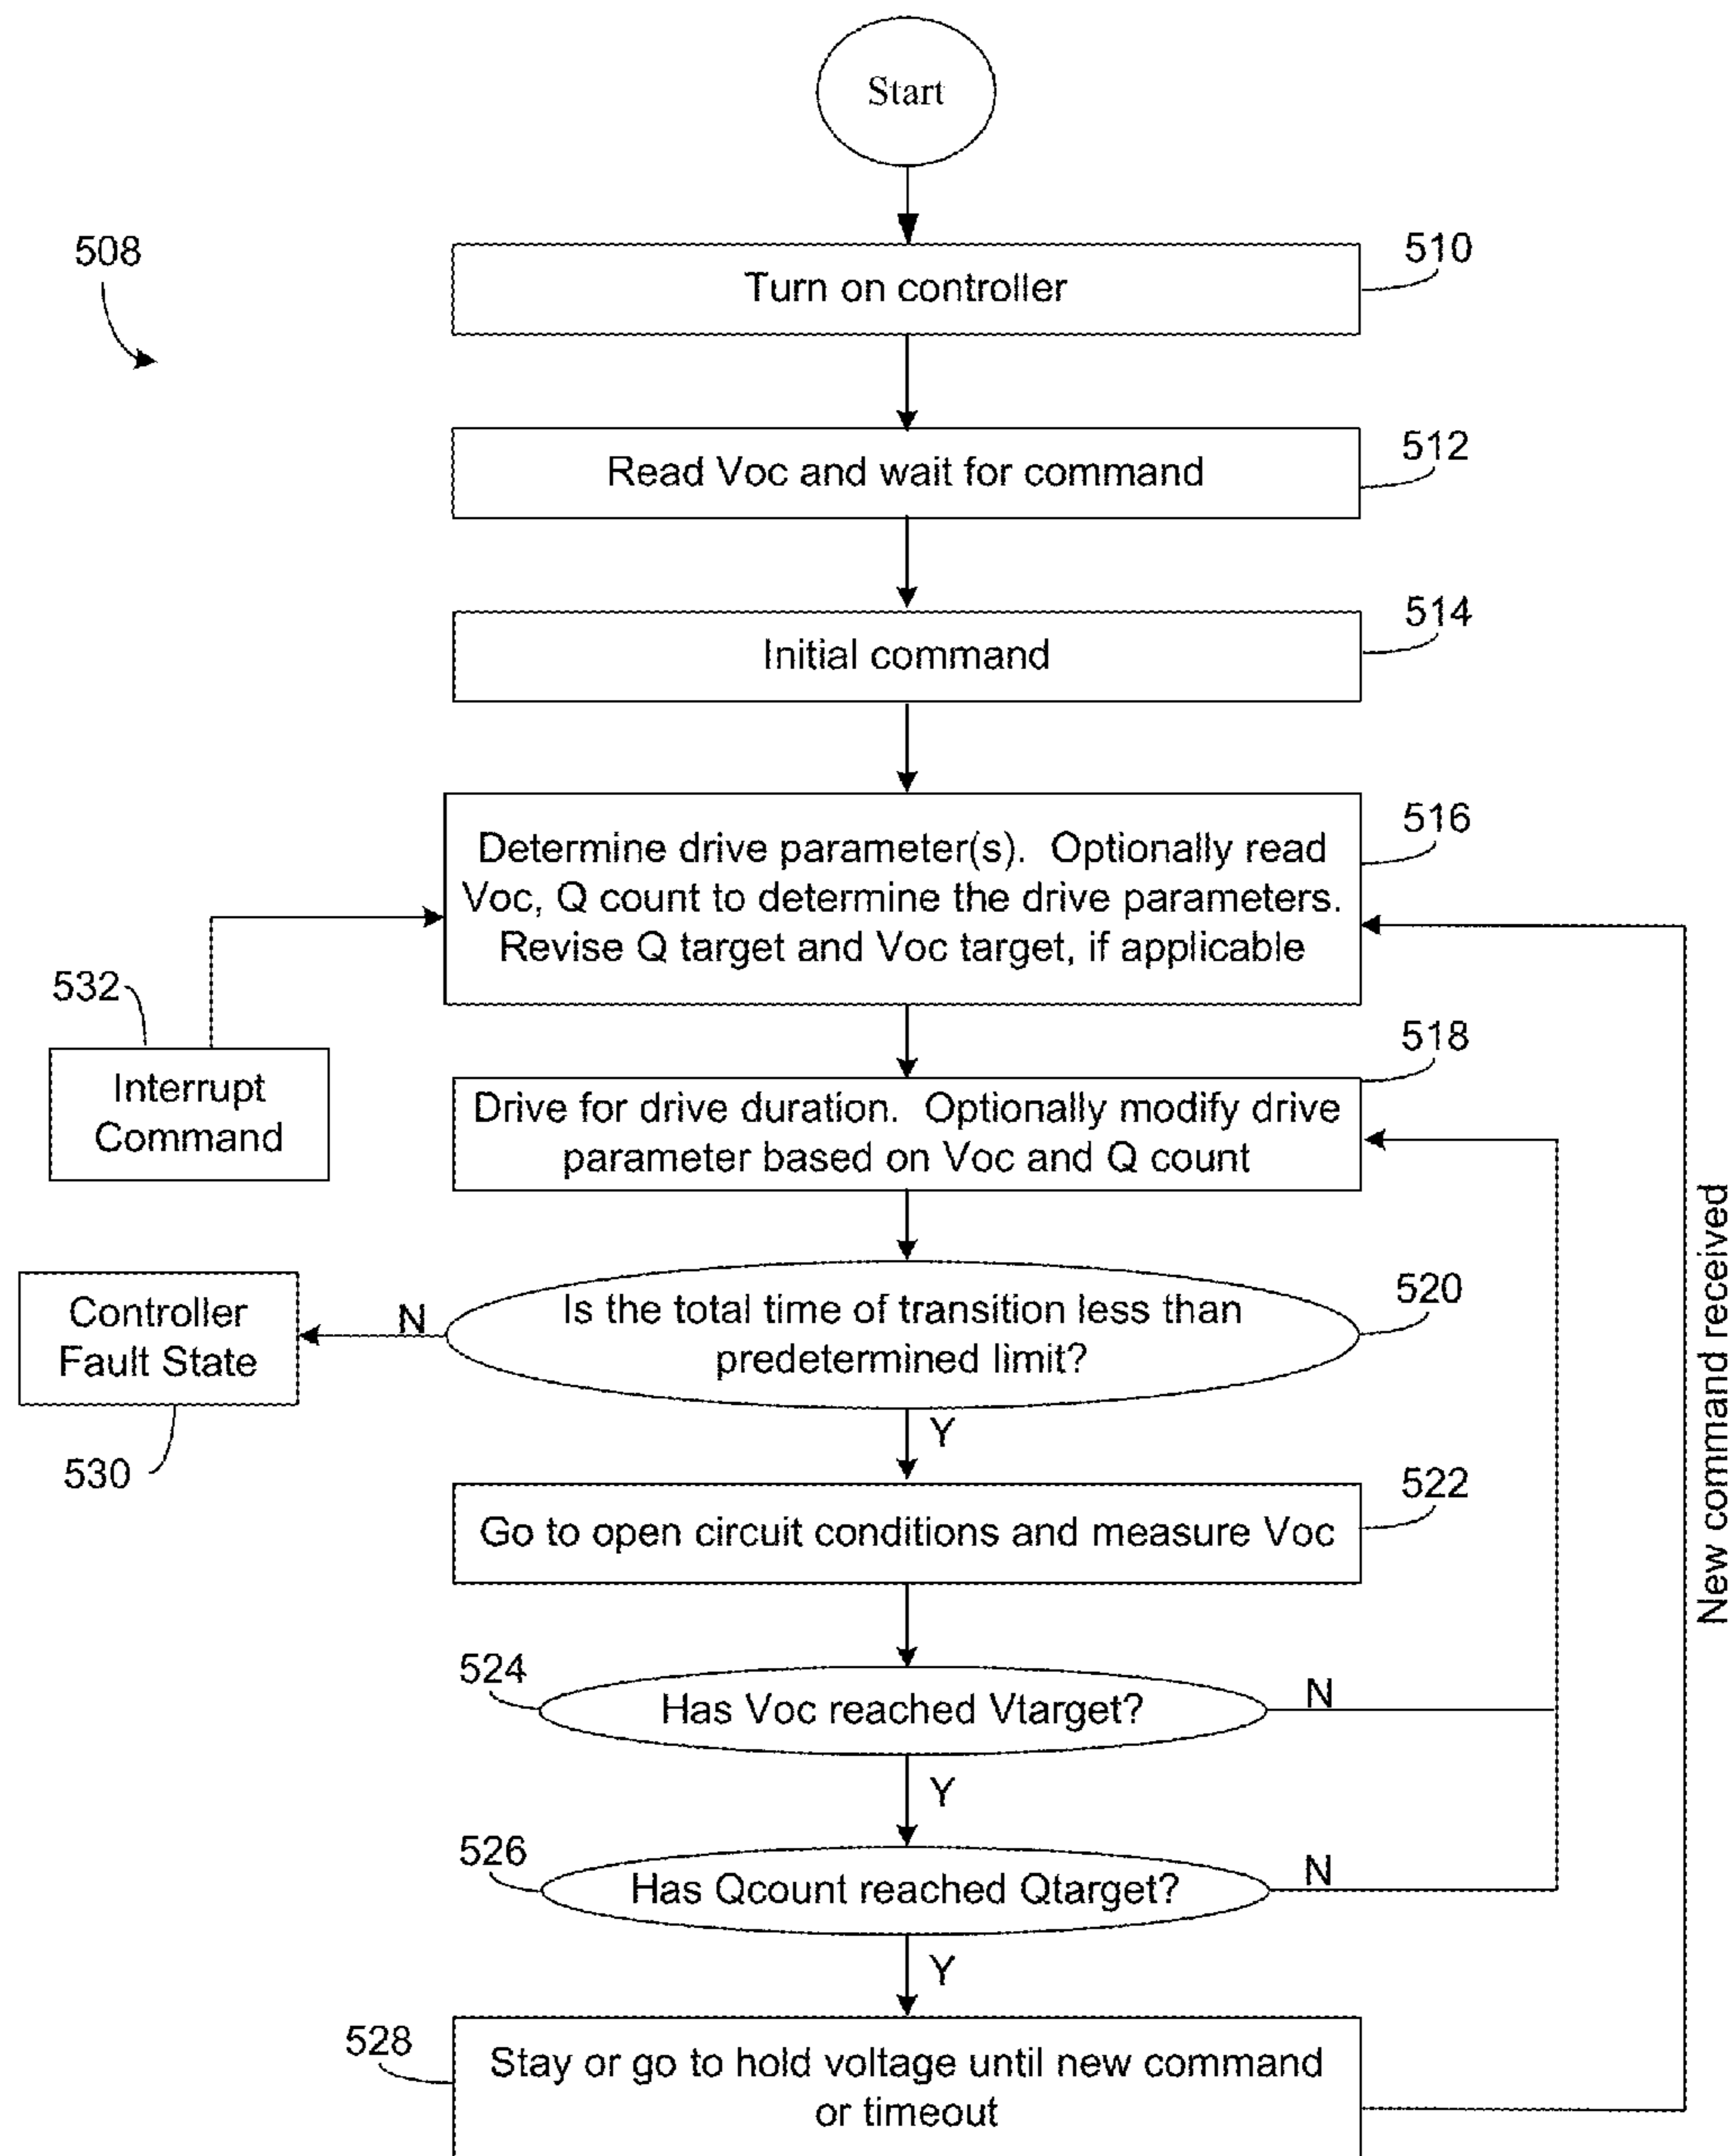 Start
508
510
Turn on controller
512
Read Voc and wait for command
514
Initial command
516
Determine drive parameter(s). Optionally read
Voc, Q count to determine the drive parameters.
Revise Q target and Voc target, if applicable
532
Interrupt
Command
518
Drive for drive duration. Optionally modify drive
parameter based on Voc and Q count
New command received
520
Is the total time of transition less than
predetermined limit?
N
Controller
Fault State
530
Y
522
Go to open circuit conditions and measure Voc
524
Has Voc reached Vtarget?
N
Y
526
Has Qcount reached Qtarget?
N
Y
528
Stay or go to hold voltage until new command
or timeout